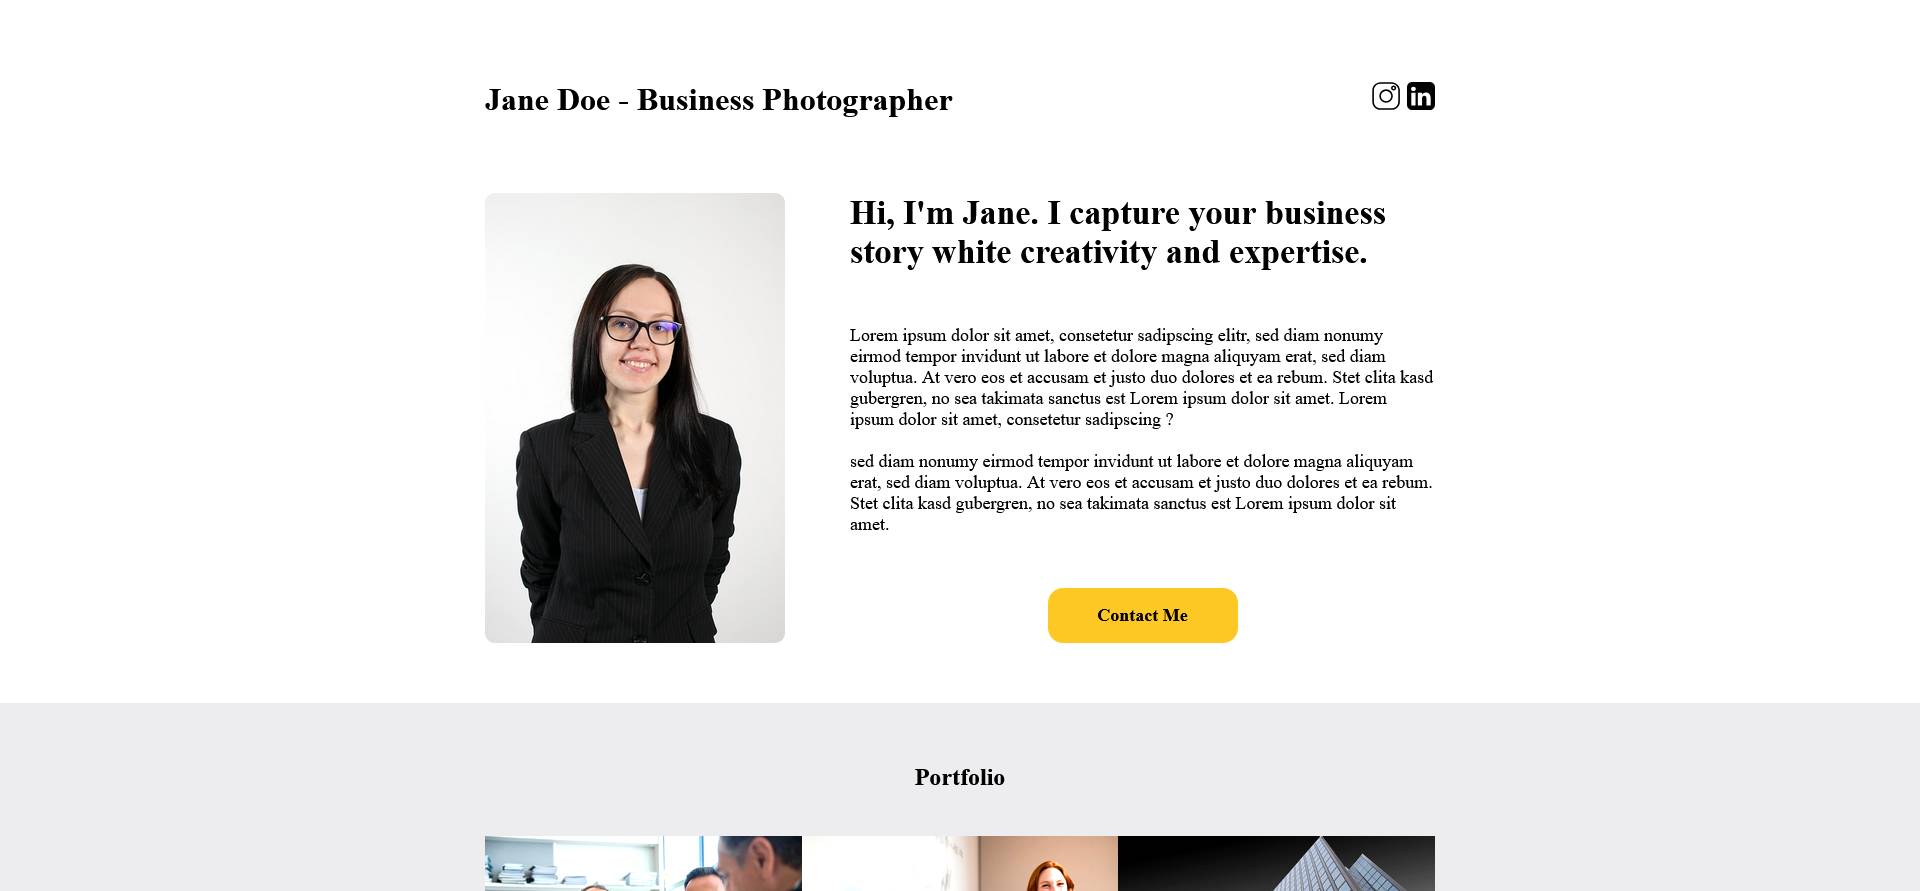 Jane Doe - Business Photographer
in
Hi, I'm Jane. I capture your business
story white creativity and expertise.
Lorem ipsum dolor sit amet, consetetur sadipscing elitr, sed diam nonumy
eirmod tempor invidunt ut labore et dolore magna aliquyam erat, sed diam
voluptua. At vero eos et accusam et justo duo dolores et ea rebum. Stet clita kasd
gubergren, no sea takimata sanctus est Lorem ipsum dolor sit amet. Lorem
ipsum dolor sit amet, consetetur sadipscing ?
sed diam nonumy eirmod tempor invidunt ut labore et dolore magna aliquyam
erat, sed diam voluptua. At vero eos et accusam et justo duo dolores et ea rebum.
Stet clita kasd gubergren, no sea takimata sanctus est Lorem ipsum dolor sit
amet.
Contact Me
Portfolio